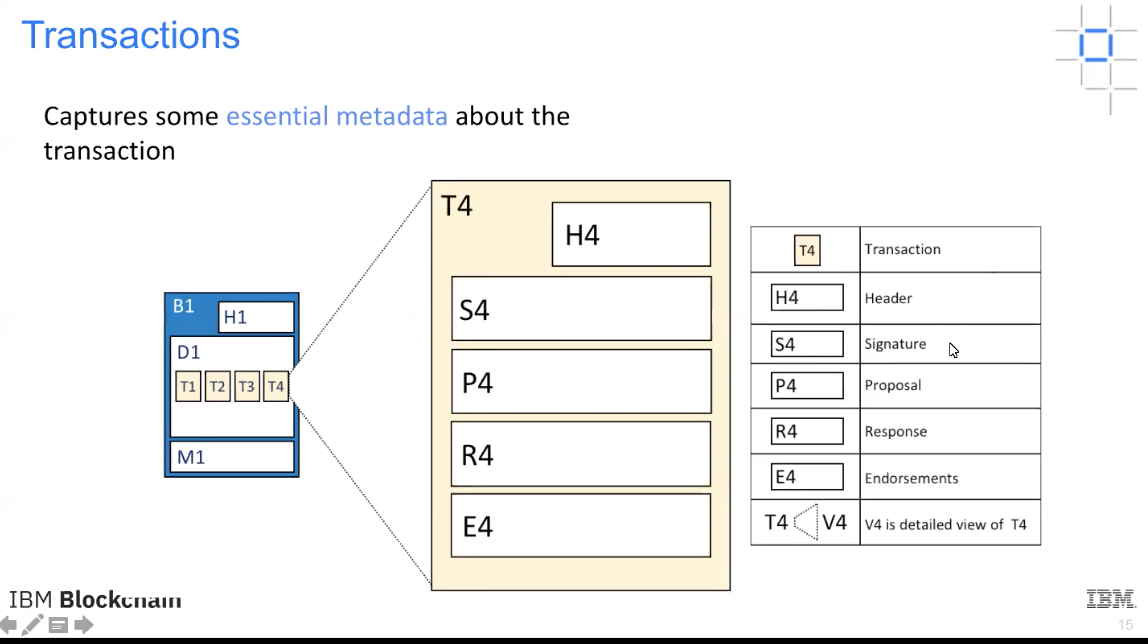 Transactions
Captures some essential metadata about the
transaction
B1
H1
D1
T1 T2 T3 T4
M1
T4
H4
S4
P4
R4
E4
T4 Transaction
H4 Header
S4 Signature
P4 Proposal
R4 Response
E4 Endorsements
T4 V4 V4 is detailed view of T4
IBM Blockchain
IBM
15